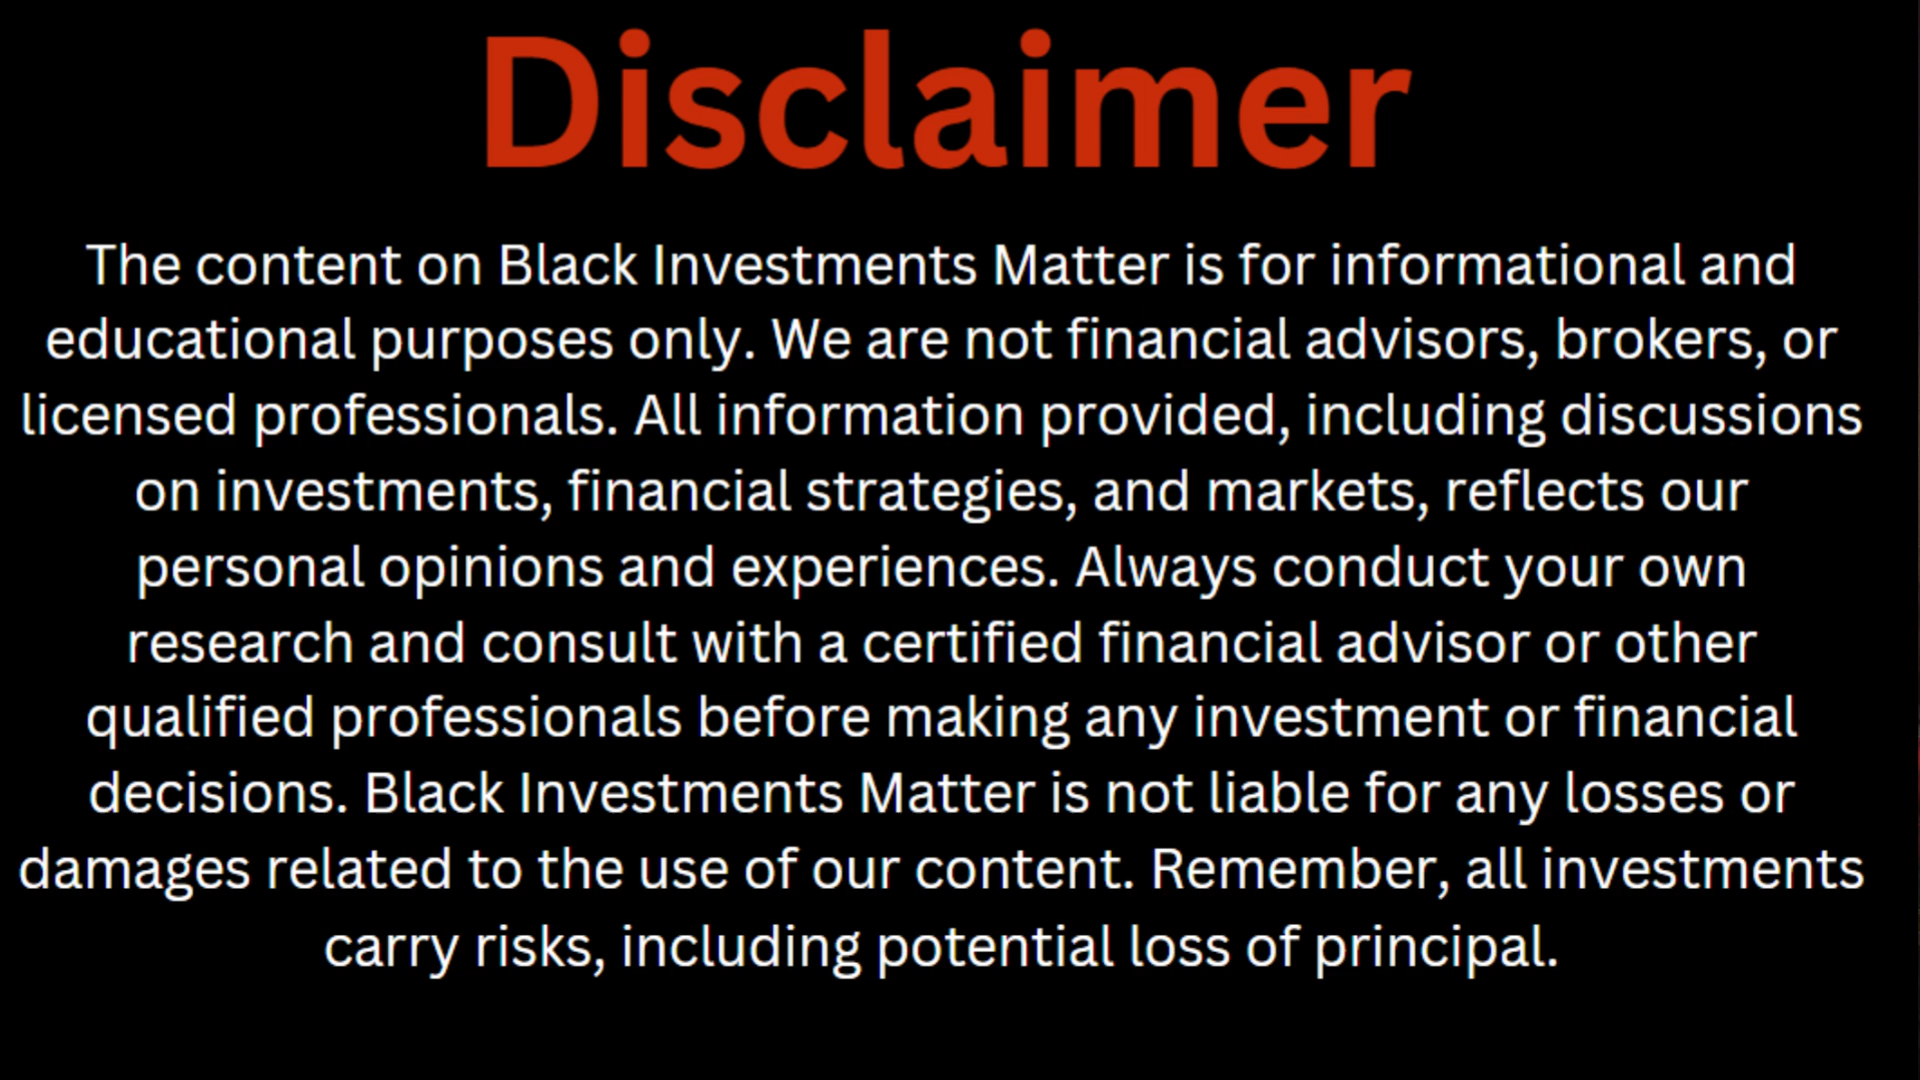 Disclaimer
The content on Black Investments Matter is for informational and
educational purposes only. We are not financial advisors, brokers, or
licensed professionals. All information provided, including discussions
on investments, financial strategies, and markets, reflects our
personal opinions and experiences. Always conduct your own
research and consult with a certified financial advisor or other
qualified professionals before making any investment or financial
decisions. Black Investments Matter is not liable for any losses or
damages related to the use of our content. Remember, all investments
carry risks, including potential loss of principal.